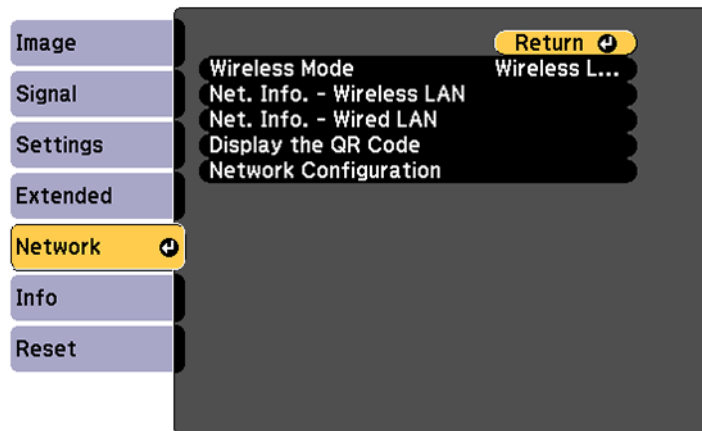 Image
Signal
Settings
Extended
Network
Info
Reset
Return
Wireless Mode Wireless L...
Net. Info. - Wireless LAN
Net. Info. - Wired LAN
Display the QR Code
Network Configuration